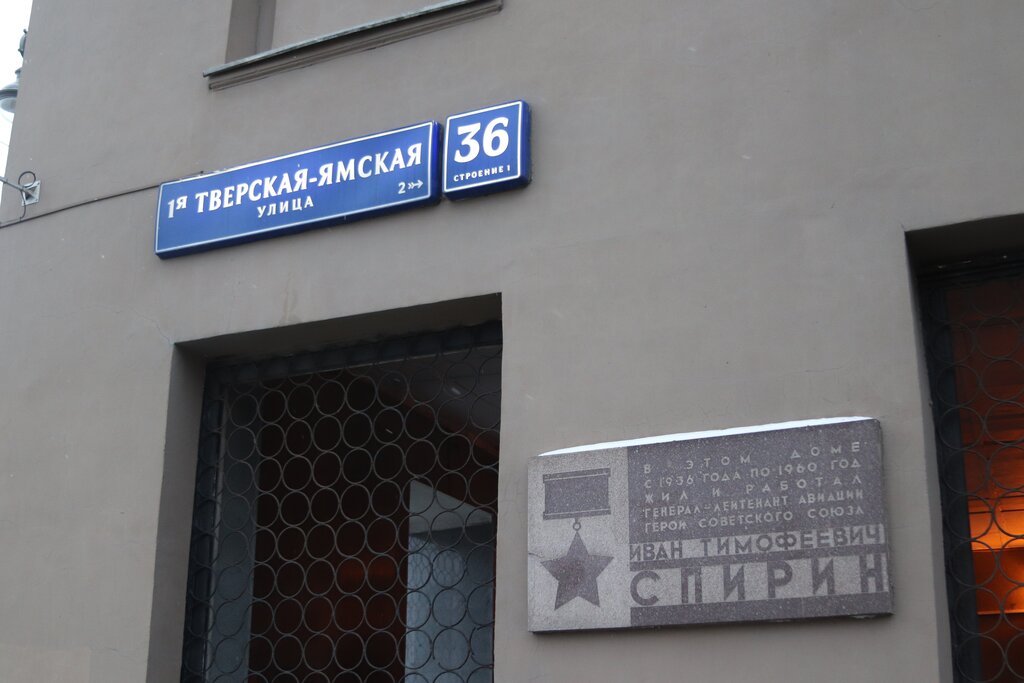 1я ТВЕРСКАЯ-ЯМСКАЯ
УЛИЦА
2
36
СТРОЕНИЕ 1
В ЭТОМ ДОМЕ
С 1936 ГОДА ПО 1960 ГОД
ЖИЛ И РАБОТАЛ
ГЕНЕРАЛ-ЛЕЙТЕНАНТ АВИАЦИИ
ГЕРОЙ СОВЕТСКОГО СОЮЗА
ИВАН ТИМОФЕЕВИЧ
СПИРИН